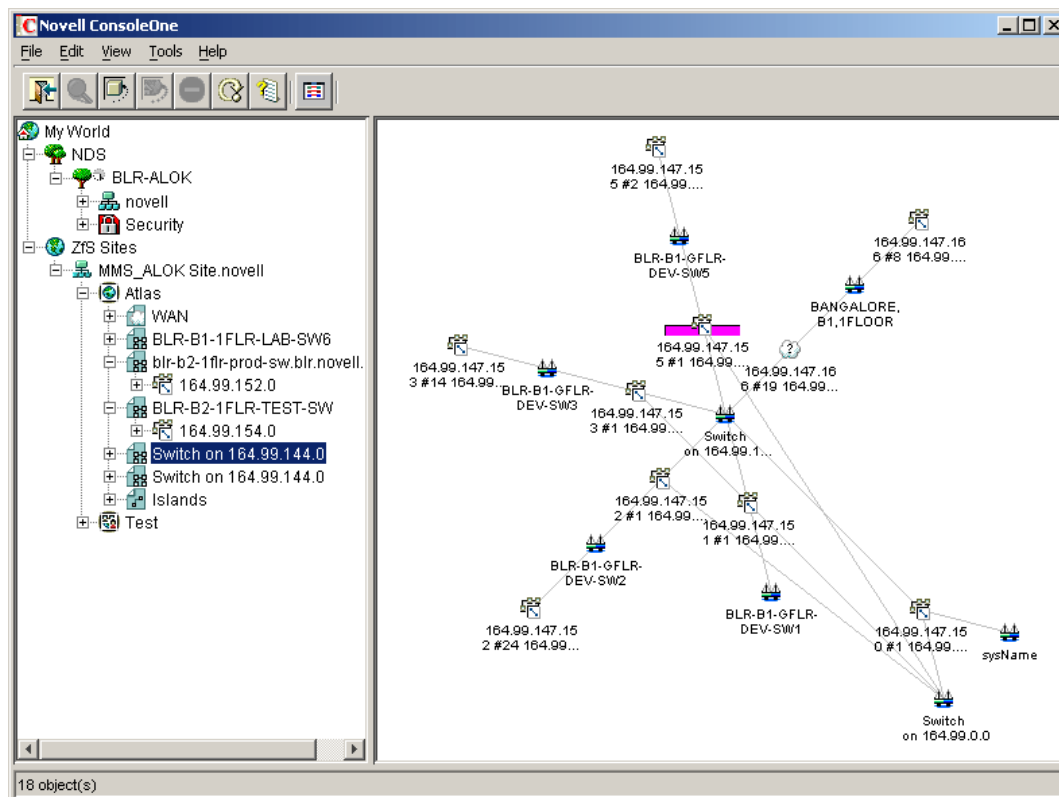 Novell ConsoleOne
File Edit View Tools Help
My World
NDS
BLR-ALOK
novell
Security
ZfS Sites
MMS_ALOK Site.novell
Atlas
WAN
BLR-B1-1FLR-LAB-SW6
blr-b2-1flr-prod-sw.blr.novell.
164.99.152.0
BLR-B2-1FLR-TEST-SW
164.99.154.0
Switch on 164.99.144.0
Switch on 164.99.144.0
Islands
Test
164.99.147.15
5 #2 164.99....
164.99.147.16
6 #8 164.99....
BLR-B1-GFLR-
DEV-SW5
BANGALORE,
B1,1FLOOR
164.99.147.15
5 #1 164.99....
164.99.147.16
6 #19 164.99...
164.99.147.15
3 #14 164.99...
BLR-B1-GFLR-
DEV-SW3
164.99.147.15
3 #1 164.99....
Switch
on 164.99.1...
164.99.147.15
2 #1 164.99....
164.99.147.15
1 #1 164.99....
BLR-B1-GFLR-
DEV-SW2
BLR-B1-GFLR-
DEV-SW1
164.99.147.15
2 #24 164.99...
164.99.147.15
0 #1 164.99....
sysName
Switch
on 164.99.0.0
18 object(s)